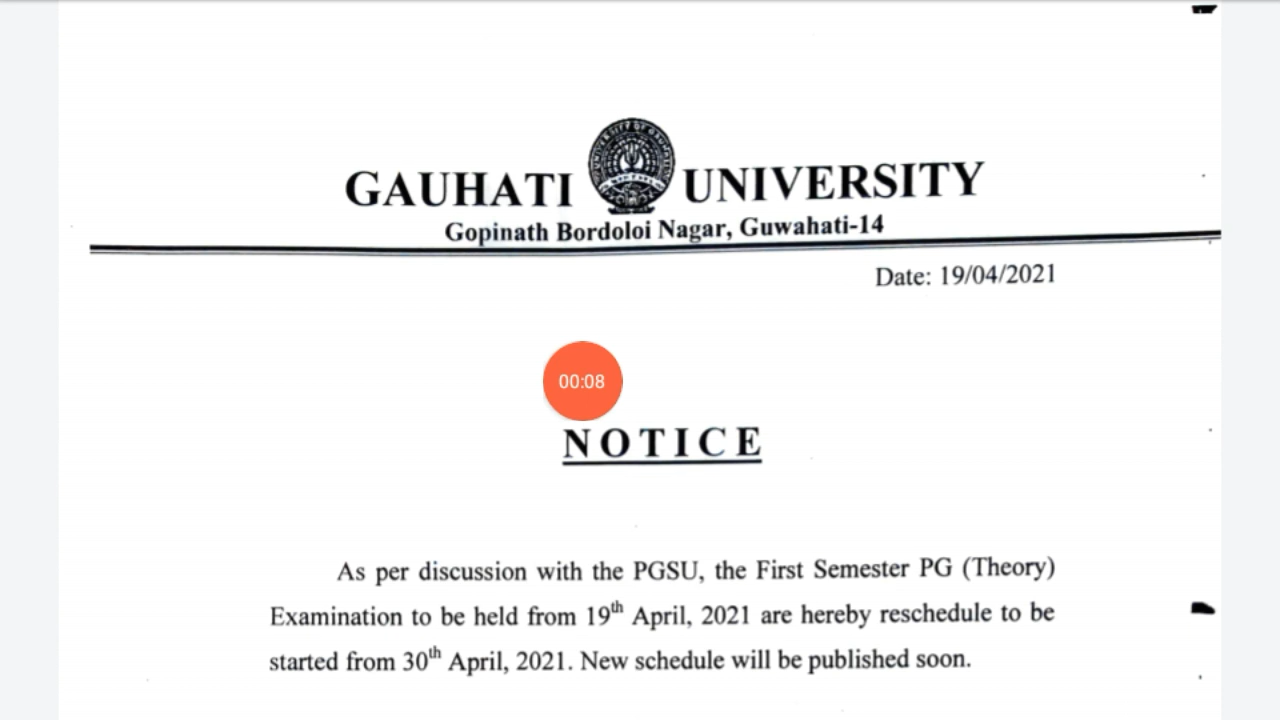 GAUHATI UNIVERSITY
Gopinath Bordoloi Nagar, Guwahati-14
Date: 19/04/2021
00:08
NOTICE
As per discussion with the PGSU, the First Semester PG (Theory)
Examination to be held from 19th April, 2021 are hereby reschedule to be
started from 30th April, 2021. New schedule will be published soon.